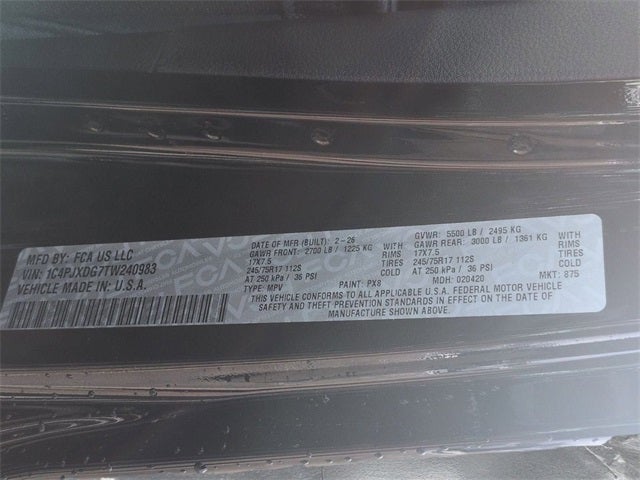 MFD BY: FCA US LLC
VIN: 1C4PJXDG7TW240983
VEHICLE MADE IN: U.S.A.
DATE OF MFR (BUILT): 2-26
GVWR: 5500 LB / 2495 KG
GAWR FRONT: 2700 LB / 1225 KG WITH
GAWR REAR: 3000 LB / 1361 KG WITH
17X7.5 RIMS
17X7.5 RIMS
245/75R17 112S TIRES
245/75R17 112S TIRES
AT 250 kPa / 36 PSI COLD
AT 250 kPa / 36 PSI COLD
TYPE: MPV PAINT: PX8 MDH: 020420 MKT: 875
THIS VEHICLE CONFORMS TO ALL APPLICABLE U.S.A. FEDERAL MOTOR VEHICLE
SAFETY AND THEFT PREVENTION STANDARDS IN EFFECT ON THE DATE OF
MANUFACTURE SHOWN ABOVE.